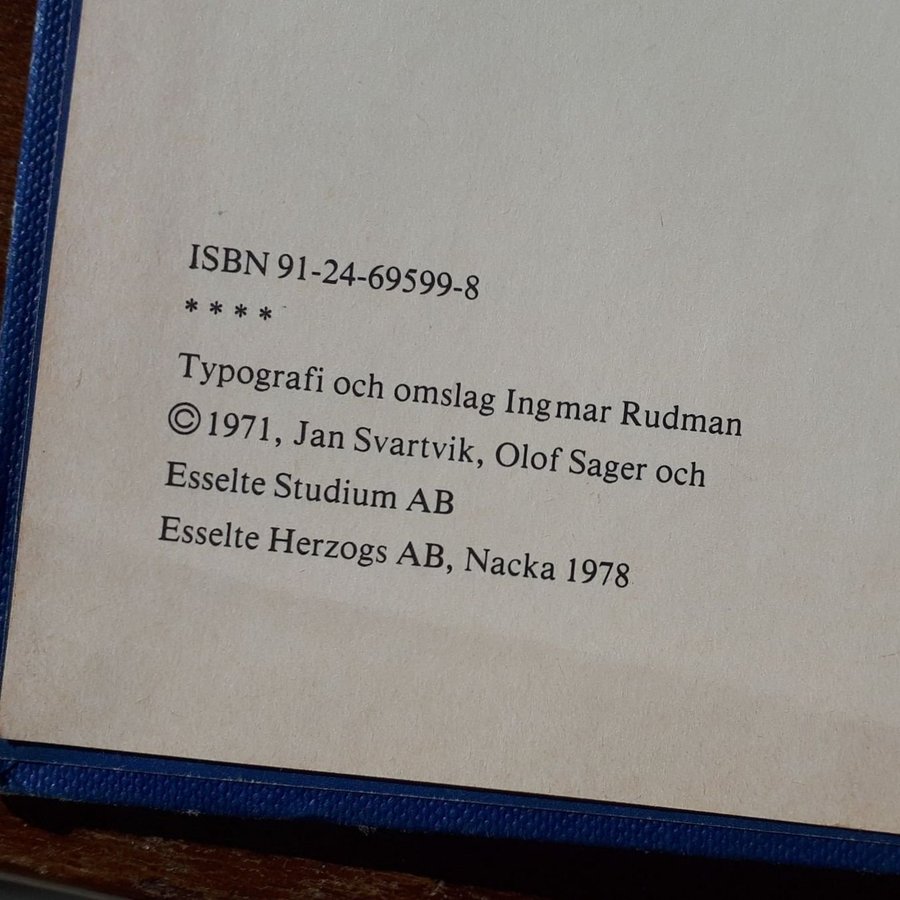 ISBN 91-24-69599-8
* * * *
Typografi och omslag Ingmar Rudman
©1971, Jan Svartvik, Olof Sager och
Esselte Studium AB
Esselte Herzogs AB, Nacka 1978